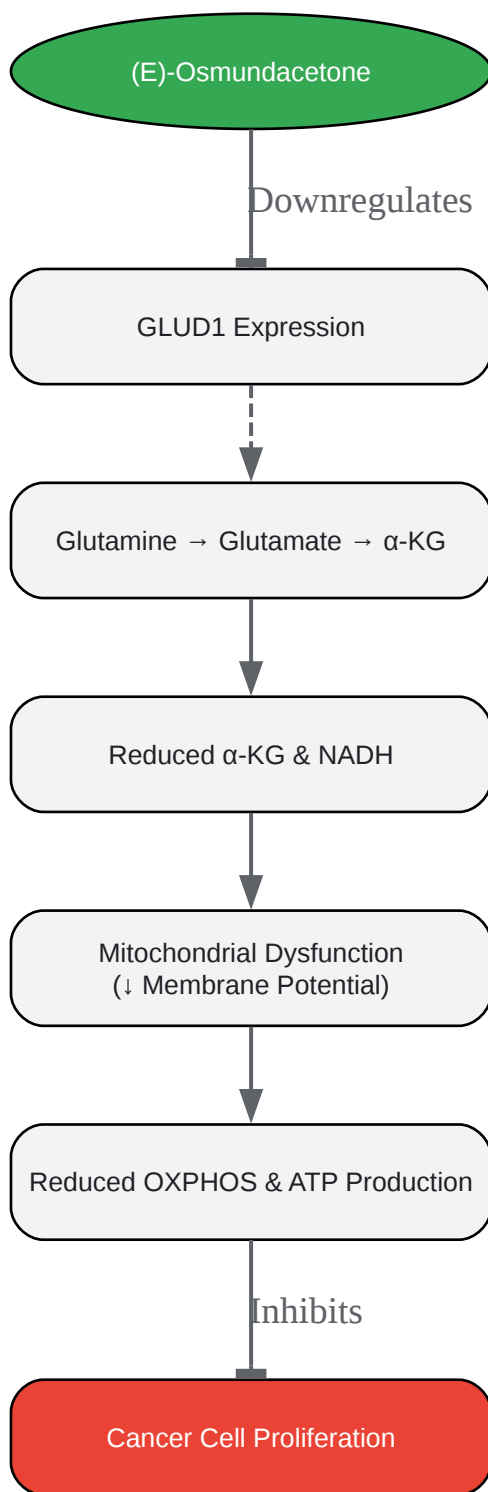 (E)-Osmundacetone
Downregulates
GLUD1 Expression
Glutamine → Glutamate → α-KG
Reduced α-KG & NADH
Mitochondrial Dysfunction
(↓ Membrane Potential)
Reduced OXPHOS & ATP Production
Inhibits
Cancer Cell Proliferation